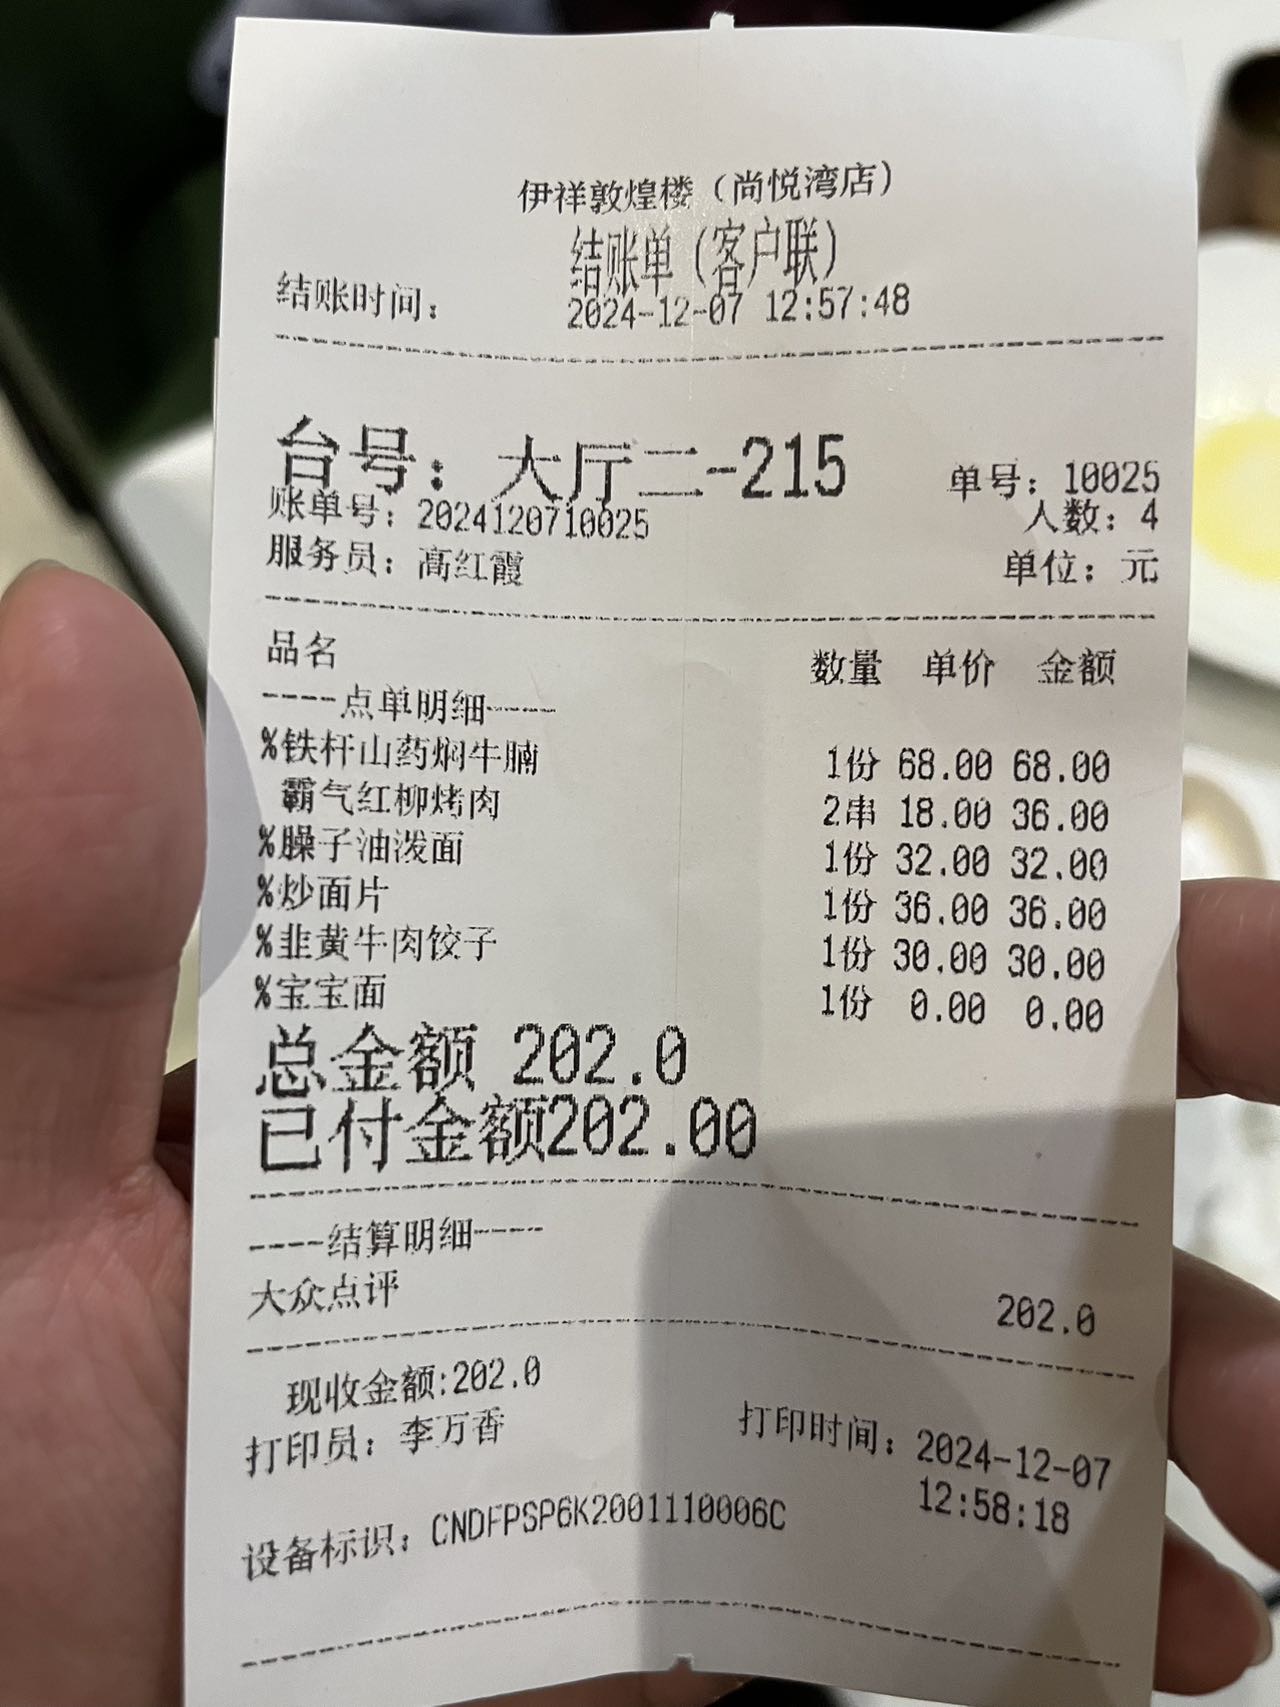 伊祥敦煌楼（尚悦湾店）
结账单（客户联）
结账时间： 2024-12-07 12:57:48
台号：大厅二-215 单号：10025
账单号：2024120710025 人数：4
服务员：高红霞 单位：元
品名 数量 单价 金额
----点单明细----
%铁杆山药焖牛腩 1份 68.00 68.00
霸气红柳烤肉 2串 18.00 36.00
%臊子油泼面 1份 32.00 32.00
%炒面片 1份 36.00 36.00
%韭黄牛肉饺子 1份 30.00 30.00
%宝宝面 1份 0.00 0.00
总金额 202.0
已付金额202.00
----结算明细----
大众点评 202.0
现收金额:202.0
打印员：李万香 打印时间：2024-12-07
12:58:18
设备标识：CNDFPSP6K2001110006C